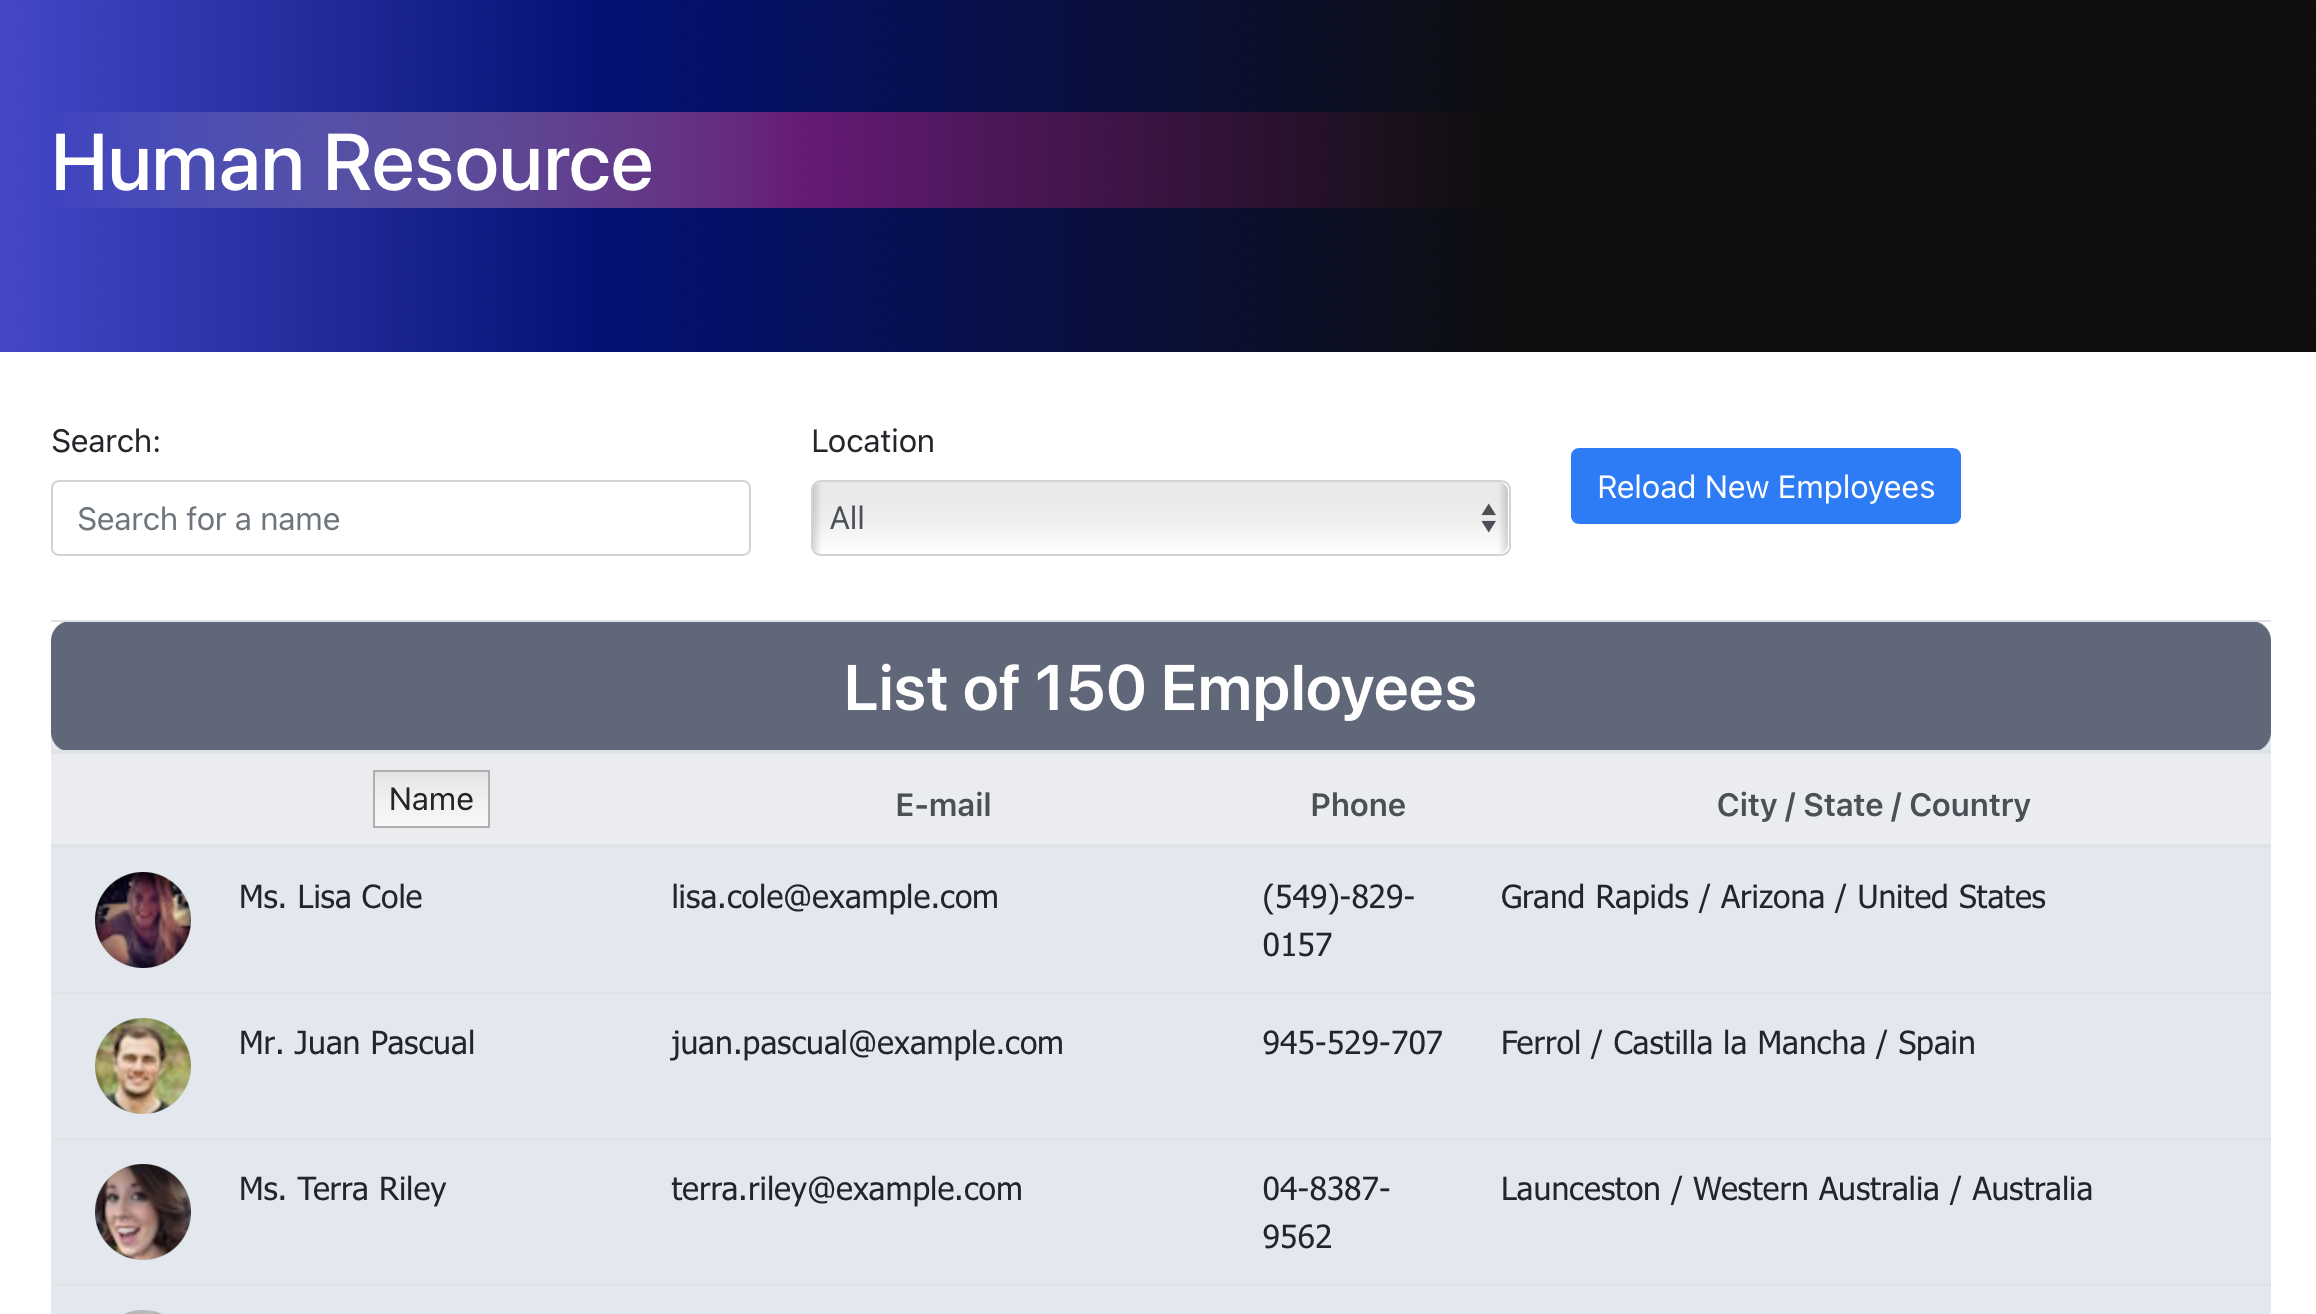 Human Resource
Search:
Location
Search for a name
All
Reload New Employees
List of 150 Employees
Name
E-mail
Phone
City / State / Country
Ms. Lisa Cole
lisa.cole@example.com
(549)-829-
0157
Grand Rapids / Arizona / United States
Mr. Juan Pascual
juan.pascual@example.com
945-529-707
Ferrol / Castilla la Mancha / Spain
Ms. Terra Riley
terra.riley@example.com
04-8387-
9562
Launceston / Western Australia / Australia